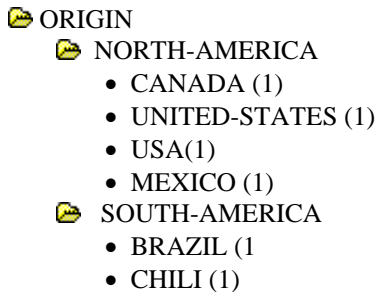 ORIGIN
NORTH-AMERICA
• CANADA (1)
• UNITED-STATES (1)
• USA(1)
• MEXICO (1)
SOUTH-AMERICA
• BRAZIL (1
• CHILI (1)